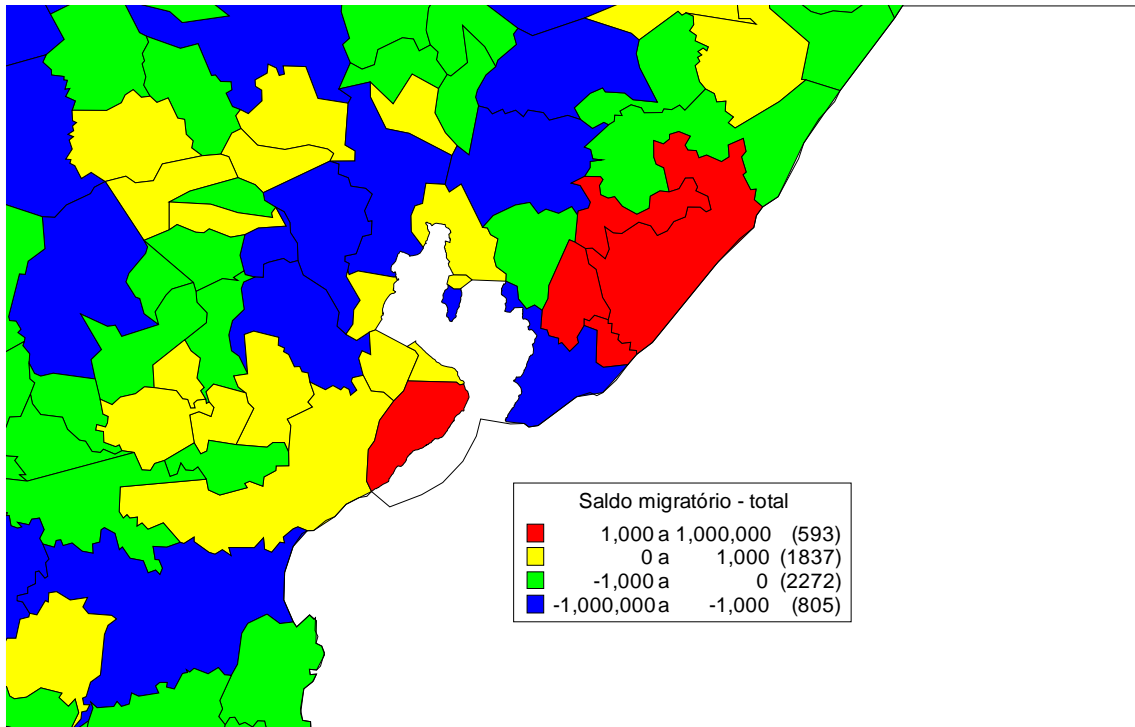 Saldo migratório - total
1,000 a 1,000,000 (593)
0 a 1,000 (1837)
-1,000 a 0 (2272)
-1,000,000 a -1,000 (805)